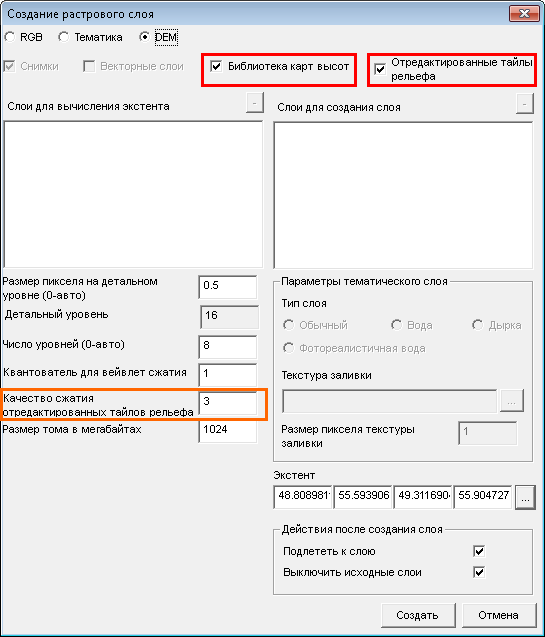 Создание растрового слоя
RGB Тематика DEM
Снимки Векторные слои Библиотека карт высот Отредактированные тайлы
рельефа
Слои для вычисления экстента - Слои для создания слоя -
Размер пикселя на детальном
уровне (0-авто) 0.5
Детальный уровень 16
Число уровней (0-авто) 8
Квантователь для вейвлет сжатия 1
Качество сжатия
отредактированных тайлов рельефа 3
Размер тома в мегабайтах 1024
Параметры тематического слоя
Тип слоя
Обычный Вода Дырка
Фотореалистичная вода
Текстура заливки
...
Размер пикселя текстуры
заливки 1
Экстент
48.808981 55.593906 49.311690 55.904727 ...
Действия после создания слоя
Подлететь к слою
Выключить исходные слои
Создать Отмена